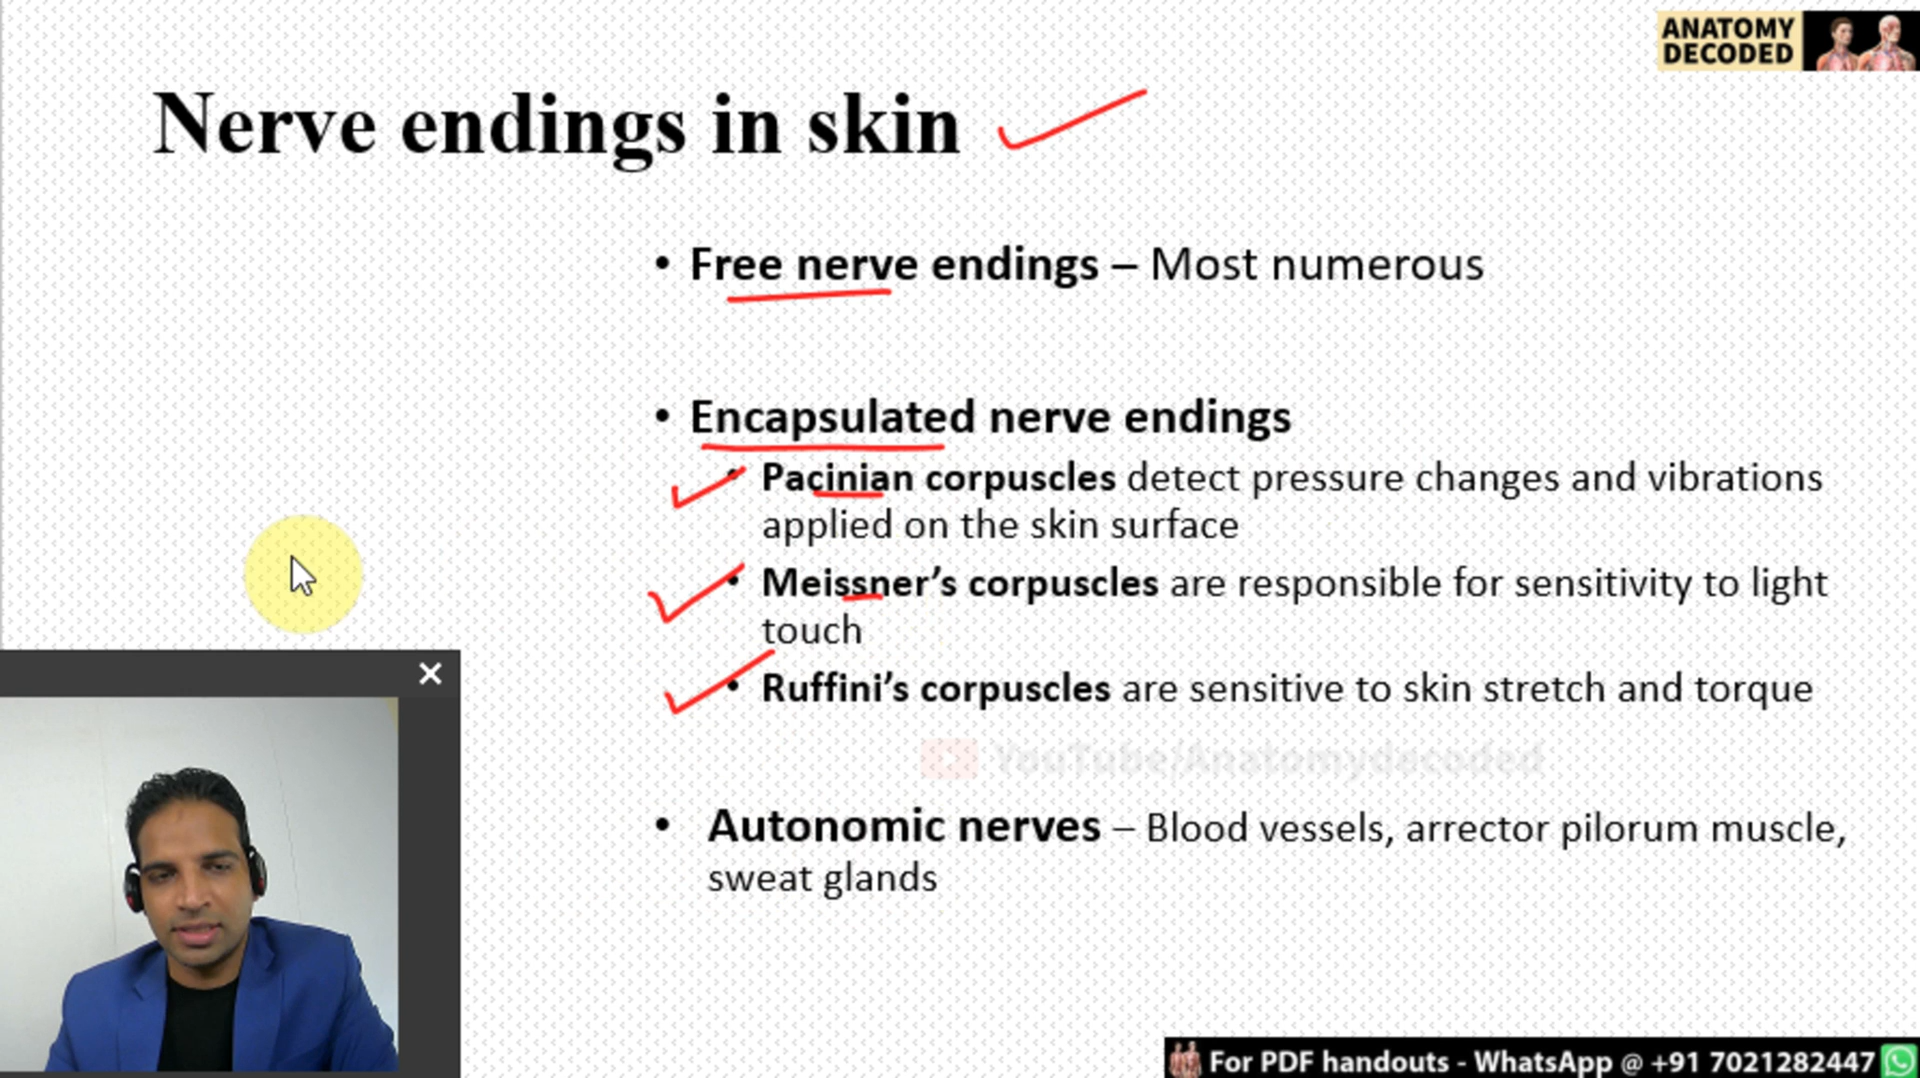 ANATOMY
DECODED
Nerve endings in skin
• Free nerve endings – Most numerous
• Encapsulated nerve endings
• Pacinian corpuscles detect pressure changes and vibrations
applied on the skin surface
• Meissner’s corpuscles are responsible for sensitivity to light
touch
• Ruffini’s corpuscles are sensitive to skin stretch and torque
YouTube/Anatomydecoded
• Autonomic nerves – Blood vessels, arrector pilorum muscle,
sweat glands
For PDF handouts - WhatsApp @ +91 7021282447